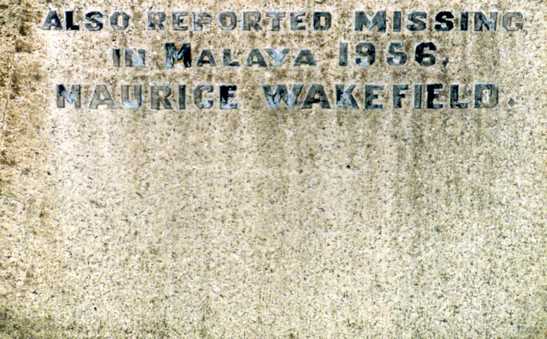 ALSO REPORTED MISSING
IN MALAYA 1956,
MAURICE WAKEFIELD.